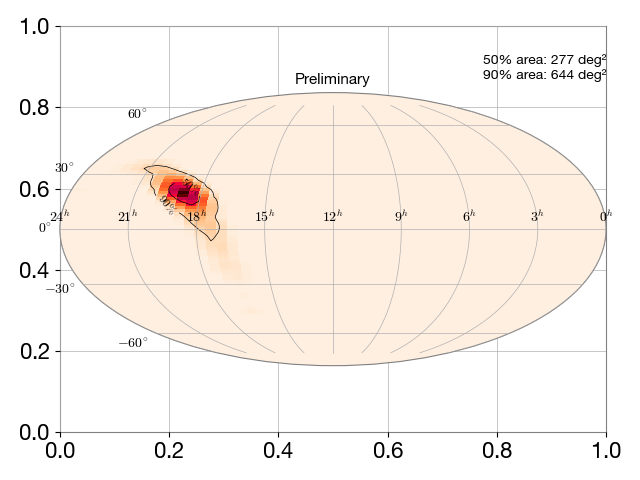 1.0
50% area: 277 deg²
90% area: 644 deg²
Preliminary
0.8
60°
30°
0.6
90%
24ʰ 21ʰ 18ʰ 15ʰ 12ʰ 9ʰ 6ʰ 3ʰ 0ʰ
0°
0.4
−30°
−60°
0.2
0.0
0.0 0.2 0.4 0.6 0.8 1.0